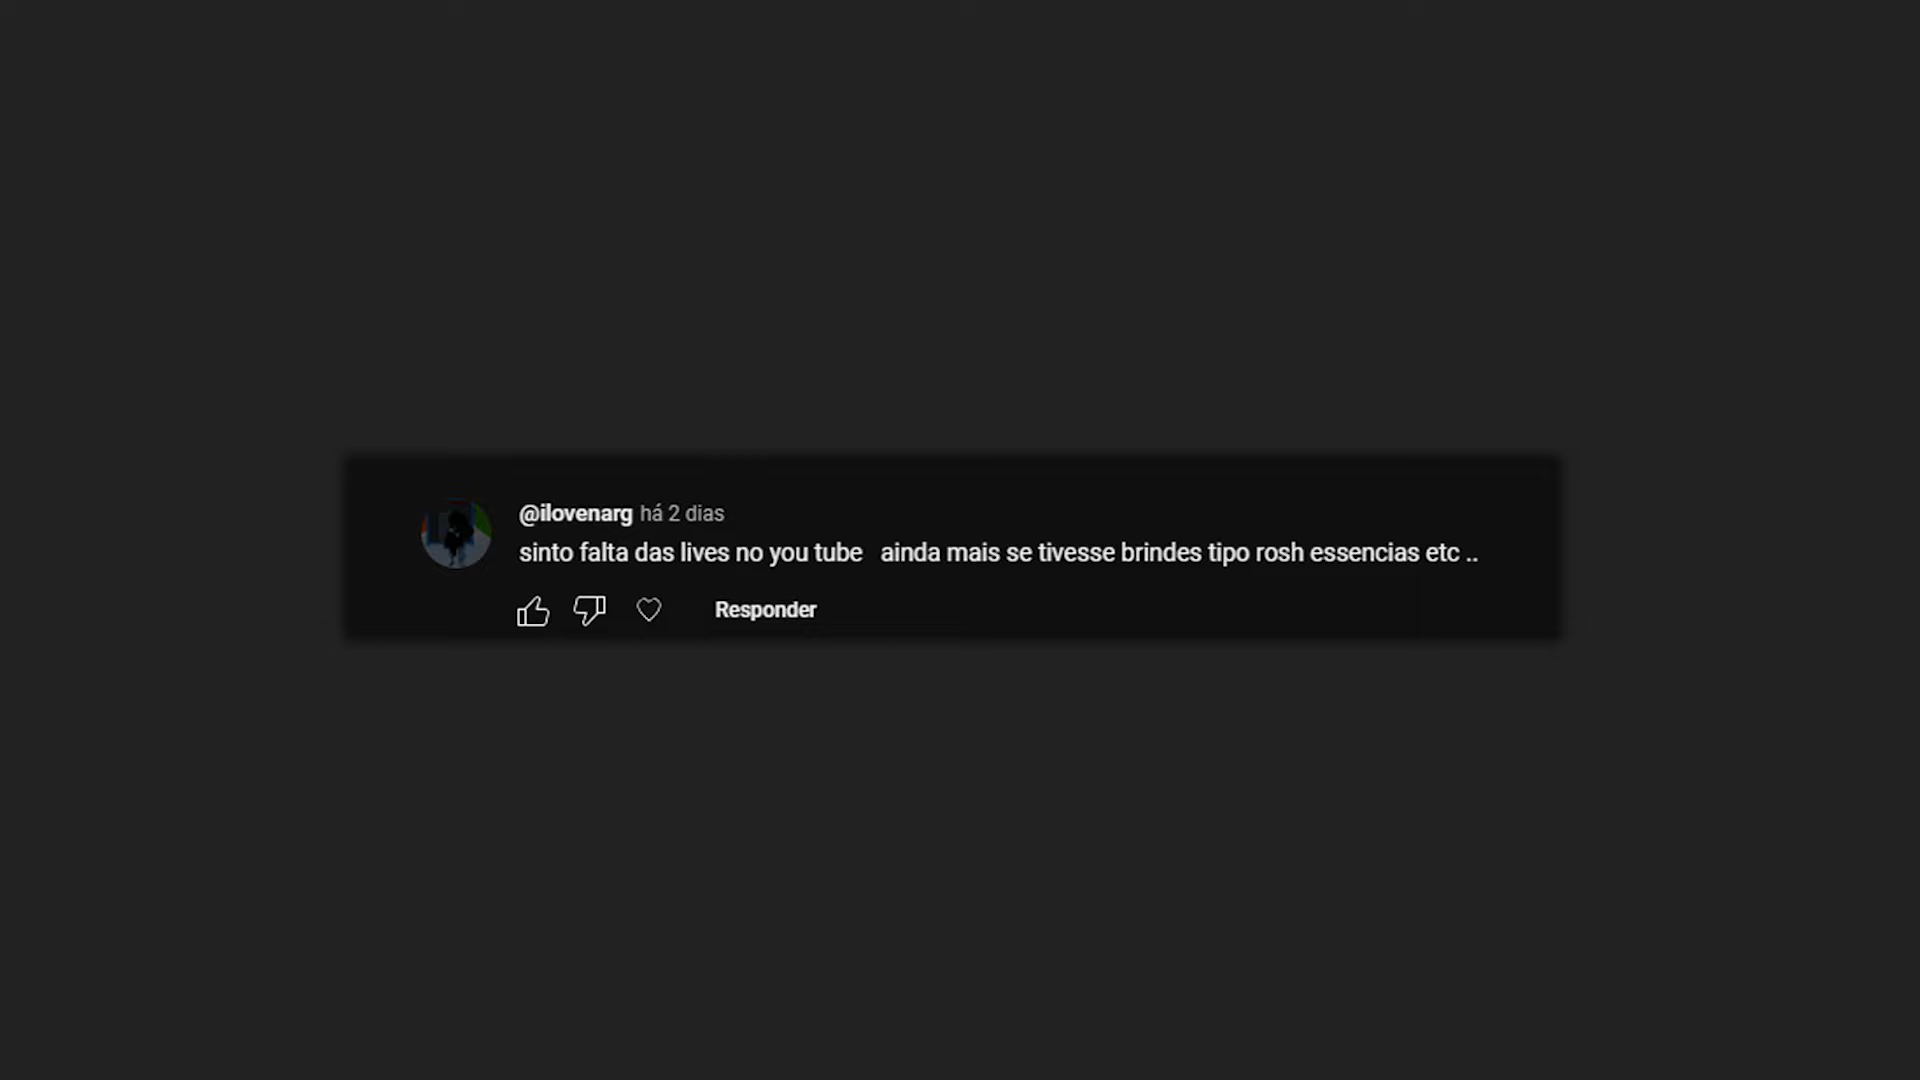 @ilovenarg há 2 dias
sinto falta das lives no you tube   ainda mais se tivesse brindes tipo rosh essencias etc ..
Responder